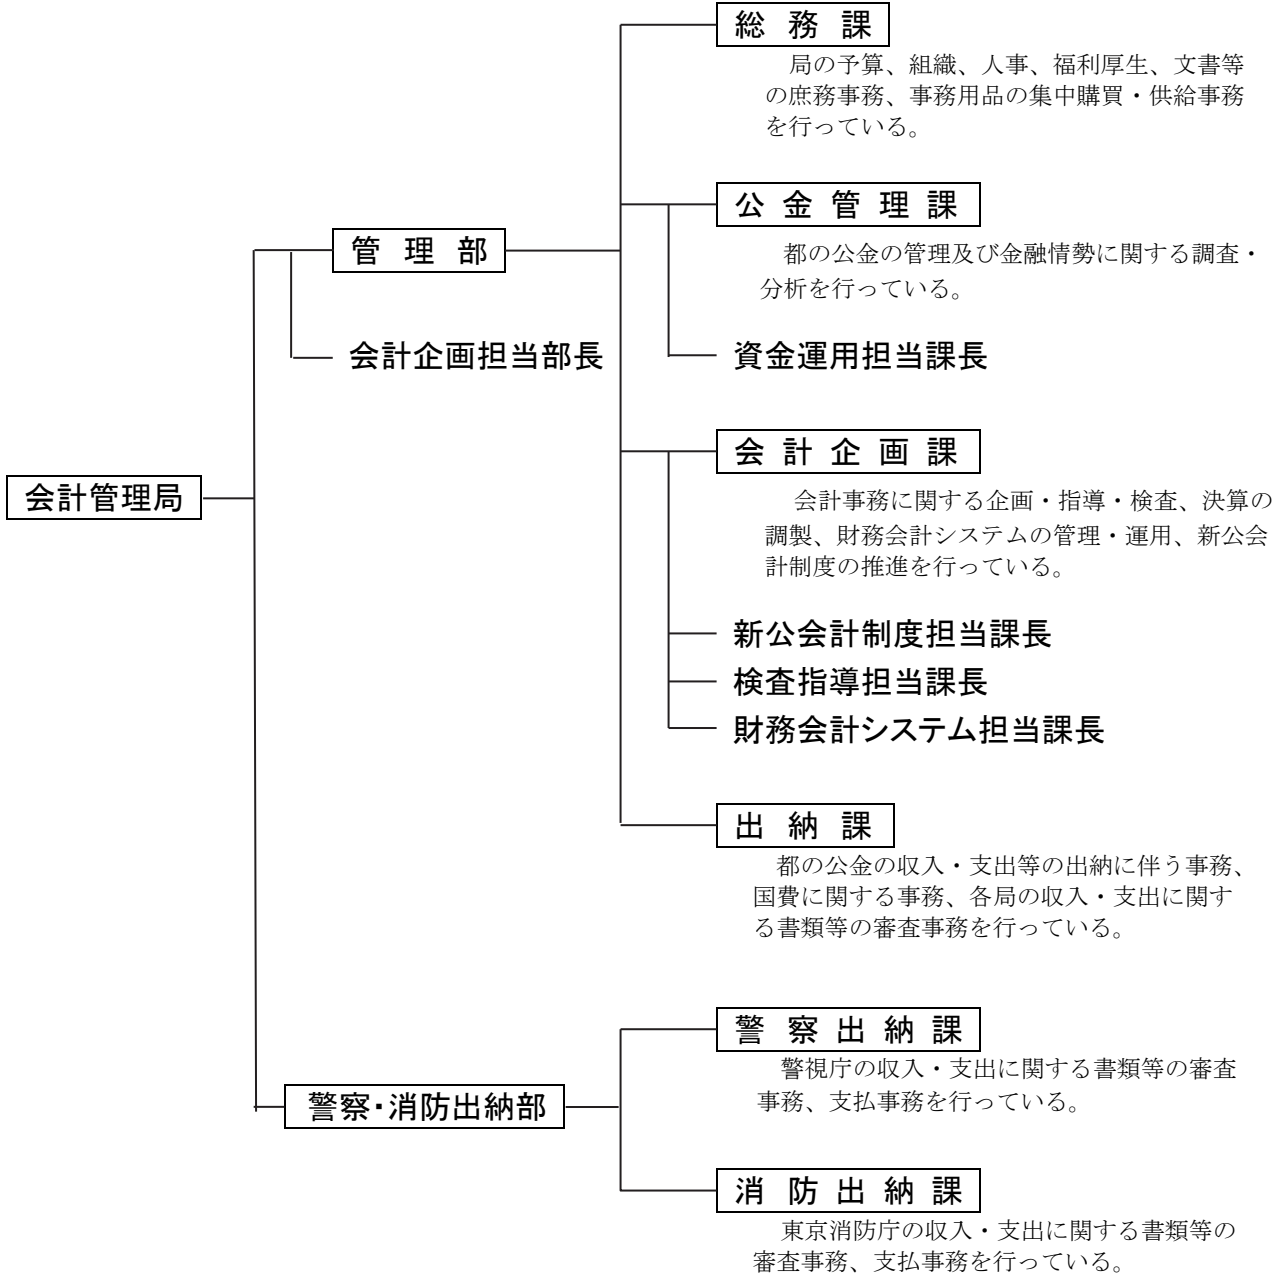 総務課
局の予算、組織、人事、福利厚生、文書等
の庶務事務、事務用品の集中購買・供給事務
を行っている。
公金管理課
管理部
都の公金の管理及び金融情勢に関する調査・
分析を行っている。
会計企画担当部長
資金運用担当課長
会計企画課
会計管理局
会計事務に関する企画・指導・検査、決算の
調製、財務会計システムの管理・運用、新公会
計制度の推進を行っている。
新公会計制度担当課長
検査指導担当課長
財務会計システム担当課長
出納課
都の公金の収入・支出等の出納に伴う事務、
国費に関する事務、各局の収入・支出に関す
る書類等の審査事務を行っている。
警察出納課
警視庁の収入・支出に関する書類等の審査
事務、支払事務を行っている。
警察・消防出納部
消防出納課
東京消防庁の収入・支出に関する書類等の
審査事務、支払事務を行っている。